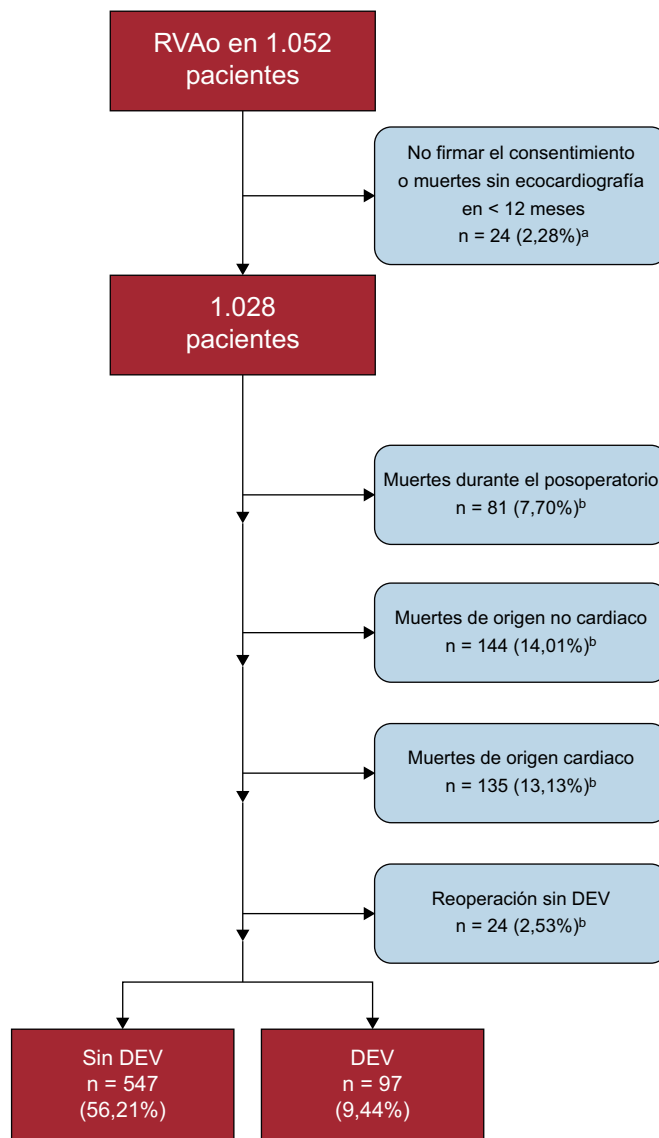 RVAo en 1.052
pacientes
No firmar el consentimiento
o muertes sin ecocardiografía
en < 12 meses
n = 24 (2,28%)a
1.028
pacientes
Muertes durante el posoperatorio
n = 81 (7,70%)b
Muertes de origen no cardiaco
n = 144 (14,01%)b
Muertes de origen cardiaco
n = 135 (13,13%)b
Reoperación sin DEV
n = 24 (2,53%)b
Sin DEV
n = 547
(56,21%)
DEV
n = 97
(9,44%)